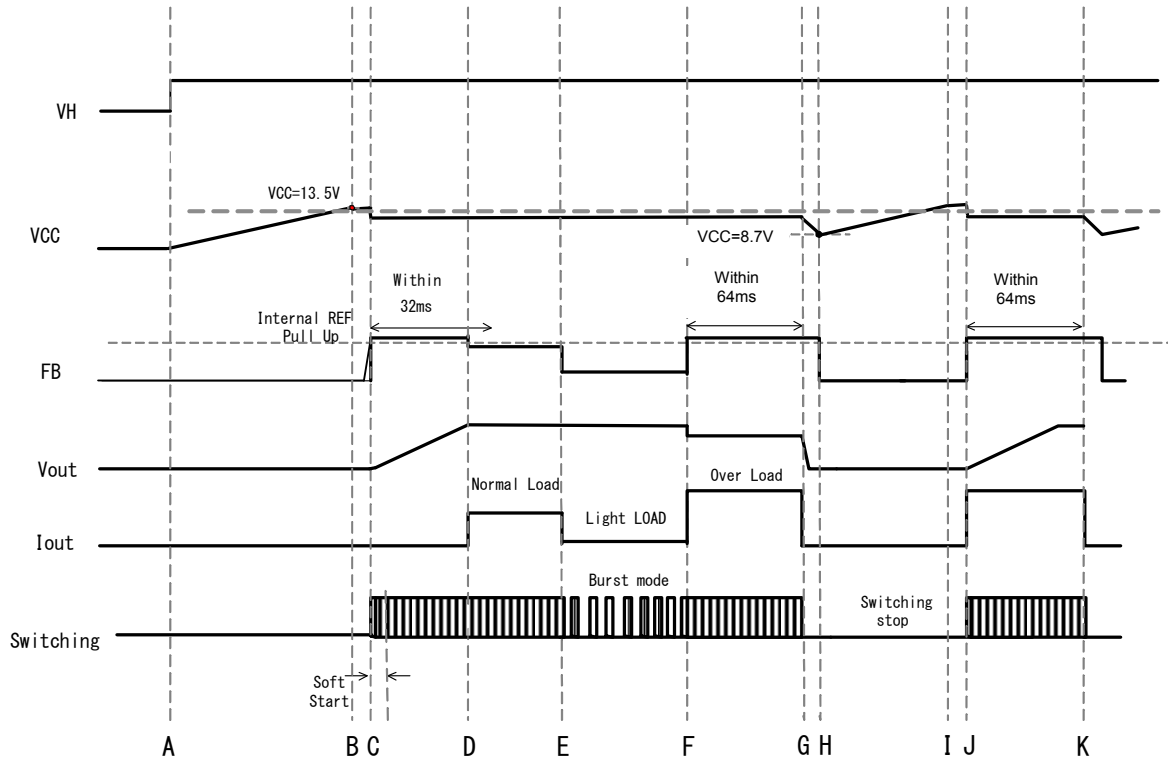 VH
VCC=13.5V
VCC
VCC=8.7V
Within
32ms
Within
64ms
Within
64ms
Internal REF
Pull Up
FB
Vout
Normal Load
Over Load
Light LOAD
Iout
Burst mode
Switching
stop
Switching
Soft
Start
A B C D E F G H I J K